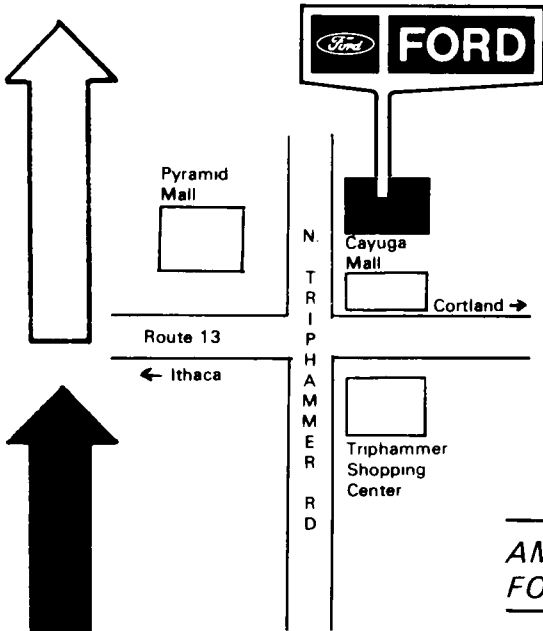 Ford FORD
Pyramid
Mall
Cayuga
Mall
N. TRIPHAMMER RD
Cortland →
Route 13
← Ithaca
Triphammer
Shopping
Center